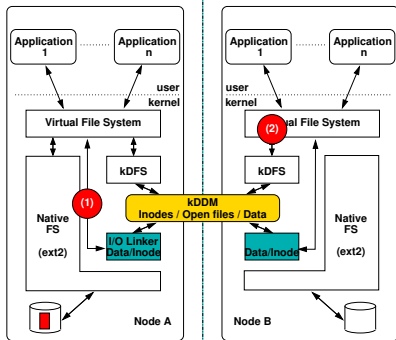 Application
1
Application
n
user
kernel
Virtual File System
kDFS
(1)
Native
FS
(ext2)
I/O Linker
Data/Inode
Node A
kDDM
Inodes / Open files / Data
Application
1
Application
n
user
kernel
(2)
ual File System
kDFS
Data/Inode
Native
FS
(ext2)
Node B